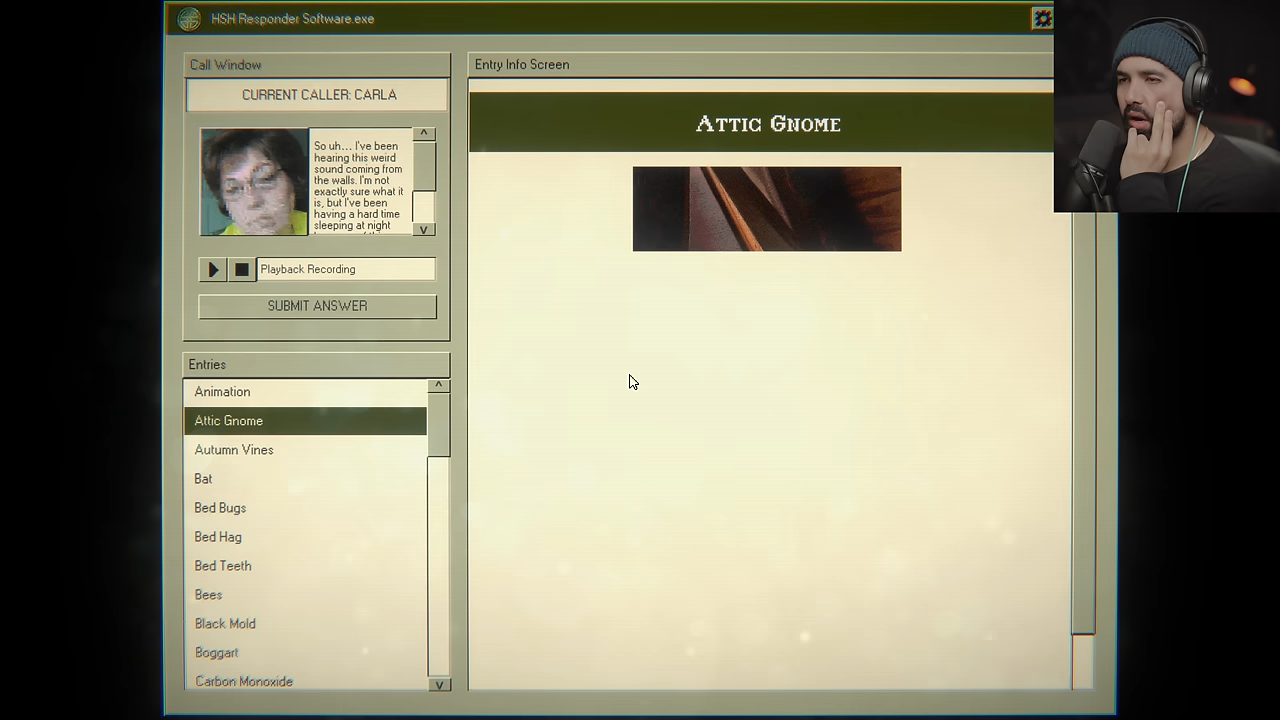 HSH Responder Software.exe
Call Window
CURRENT CALLER: CARLA
So uh... I've been
hearing this weird
sound coming from
the walls. I'm not
exactly sure what it
is, but I've been
having a hard time
sleeping at night
Playback Recording
SUBMIT ANSWER
Entries
Animation
Attic Gnome
Autumn Vines
Bat
Bed Bugs
Bed Hag
Bed Teeth
Bees
Black Mold
Boggart
Carbon Monoxide
Entry Info Screen
Attic Gnome